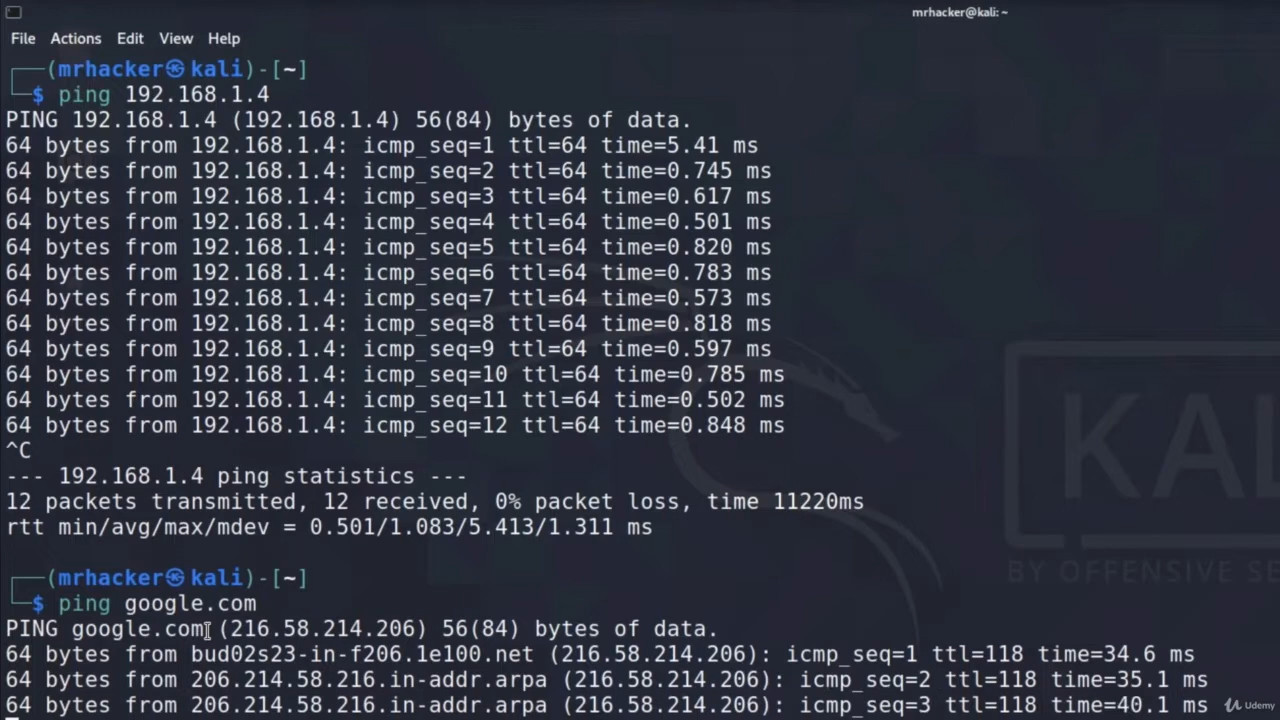 mrhacker@kali: ~
File Actions Edit View Help
┌──(mrhacker㉿kali)-[~]
└─$ ping 192.168.1.4
PING 192.168.1.4 (192.168.1.4) 56(84) bytes of data.
64 bytes from 192.168.1.4: icmp_seq=1 ttl=64 time=5.41 ms
64 bytes from 192.168.1.4: icmp_seq=2 ttl=64 time=0.745 ms
64 bytes from 192.168.1.4: icmp_seq=3 ttl=64 time=0.617 ms
64 bytes from 192.168.1.4: icmp_seq=4 ttl=64 time=0.501 ms
64 bytes from 192.168.1.4: icmp_seq=5 ttl=64 time=0.820 ms
64 bytes from 192.168.1.4: icmp_seq=6 ttl=64 time=0.783 ms
64 bytes from 192.168.1.4: icmp_seq=7 ttl=64 time=0.573 ms
64 bytes from 192.168.1.4: icmp_seq=8 ttl=64 time=0.818 ms
64 bytes from 192.168.1.4: icmp_seq=9 ttl=64 time=0.597 ms
64 bytes from 192.168.1.4: icmp_seq=10 ttl=64 time=0.785 ms
64 bytes from 192.168.1.4: icmp_seq=11 ttl=64 time=0.502 ms
64 bytes from 192.168.1.4: icmp_seq=12 ttl=64 time=0.848 ms
^C
--- 192.168.1.4 ping statistics ---
12 packets transmitted, 12 received, 0% packet loss, time 11220ms
rtt min/avg/max/mdev = 0.501/1.083/5.413/1.311 ms
┌──(mrhacker㉿kali)-[~]
└─$ ping google.com
PING google.com (216.58.214.206) 56(84) bytes of data.
64 bytes from bud02s23-in-f206.1e100.net (216.58.214.206): icmp_seq=1 ttl=118 time=34.6 ms
64 bytes from 206.214.58.216.in-addr.arpa (216.58.214.206): icmp_seq=2 ttl=118 time=35.1 ms
64 bytes from 206.214.58.216.in-addr.arpa (216.58.214.206): icmp_seq=3 ttl=118 time=40.1 ms
KAL
BY OFFENSIVE SE
Udemy